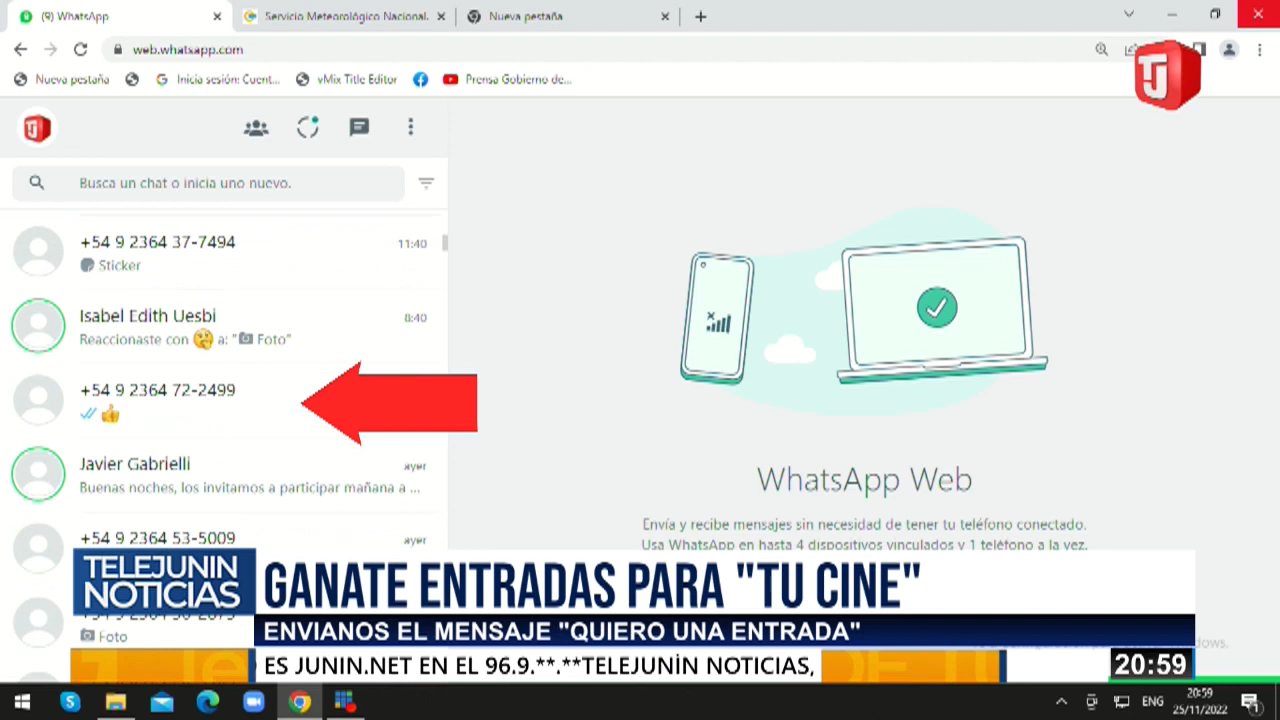 (9) WhatsApp
Servicio Meteorológico Nacional.
Nueva pestaña
web.whatsapp.com
Nueva pestaña
Inicia sesión: Cuent...
vMix Title Editor
Prensa Gobierno de...
TJ
TJ
Busca un chat o inicia uno nuevo.
+54 9 2364 37-7494
11:40
Sticker
Isabel Edith Uesbi
8:40
Reaccionaste con 🤔 a: "📷 Foto"
+54 9 2364 72-2499
👍
Javier Gabrielli
ayer
Buenas noches, los invitamos a participar mañana a ...
+54 9 2364 53-5009
ayer
Foto
WhatsApp Web
Envía y recibe mensajes sin necesidad de tener tu teléfono conectado.
Usa WhatsApp en hasta 4 dispositivos vinculados y 1 teléfono a la vez.
TELEJUNIN
NOTICIAS
GANATE ENTRADAS PARA "TU CINE"
ENVIANOS EL MENSAJE "QUIERO UNA ENTRADA"
ES JUNIN.NET EN EL 96.9.**.**TELEJUNİN NOTICIAS,
20:59
ENG
20:59
25/11/2022